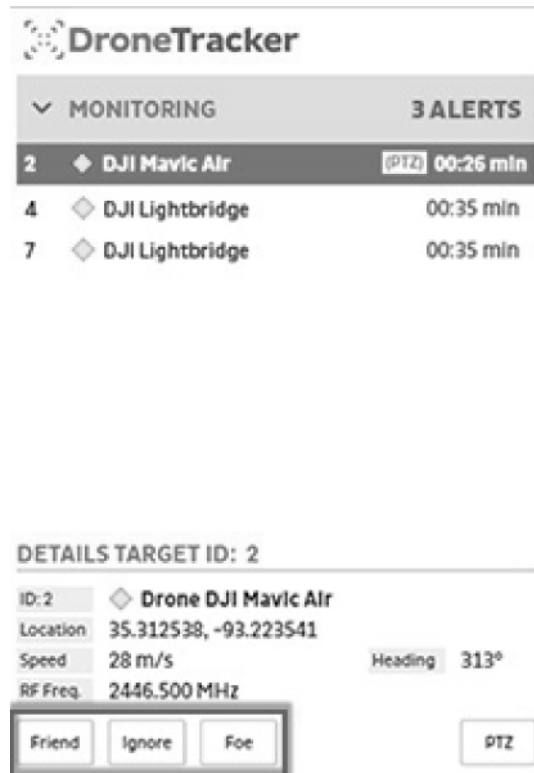 DroneTracker
MONITORING 3 ALERTS
2 DJI Mavic Air (PTZ) 00:26 min
4 DJI Lightbridge 00:35 min
7 DJI Lightbridge 00:35 min
DETAILS TARGET ID: 2
ID: 2 Drone DJI Mavic Air
Location 35.312538, -93.223541
Speed 28 m/s Heading 313°
RF Freq. 2446.500 MHz
Friend Ignore Foe PTZ